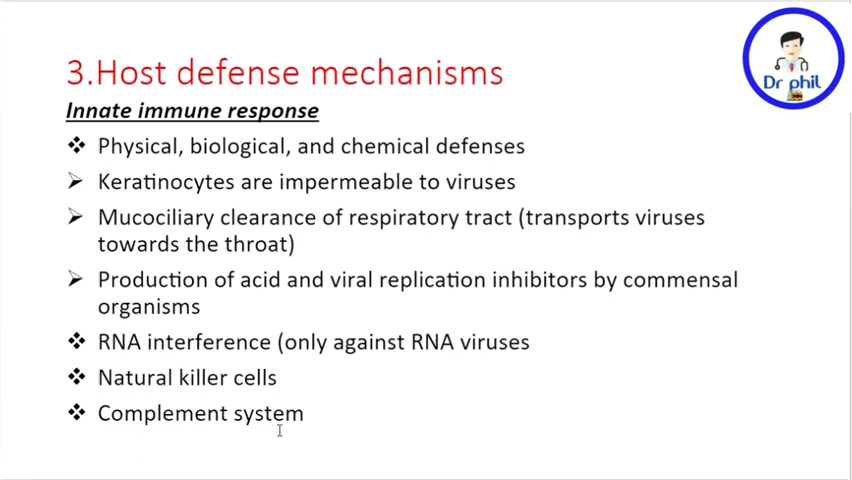 3.Host defense mechanisms
Dr phil
Innate immune response
❖ Physical, biological, and chemical defenses
➢ Keratinocytes are impermeable to viruses
➢ Mucociliary clearance of respiratory tract (transports viruses
towards the throat)
➢ Production of acid and viral replication inhibitors by commensal
organisms
❖ RNA interference (only against RNA viruses
❖ Natural killer cells
❖ Complement system